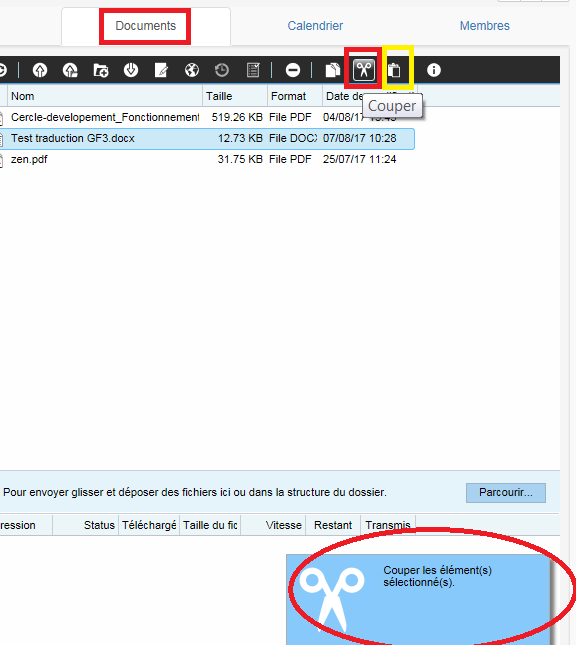 Documents Calendrier Membres
Nom Taille Format Date de
Couper
Cercle-developement_Fonctionnement 519.26 KB File PDF 04/08/17
Test traduction GF3.docx 12.73 KB File DOCX 07/08/17 10:28
zen.pdf 31.75 KB File PDF 25/07/17 11:24
Pour envoyer glisser et déposer des fichiers ici ou dans la structure du dossier. Parcourir...
ression Status Téléchargé Taille du fic Vitesse Restant Transmis
Couper les élément(s)
sélectionné(s).